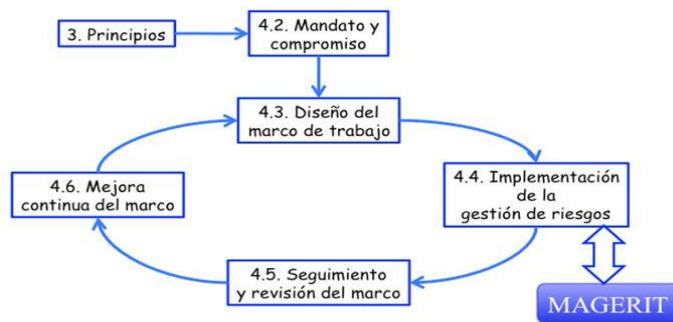 3. Principios
4.2. Mandato y
compromiso
4.3. Diseño del
marco de trabajo
4.4. Implementación
de la
gestión de riesgos
4.6. Mejora
continua del marco
4.5. Seguimiento
y revisión del marco
MAGERIT